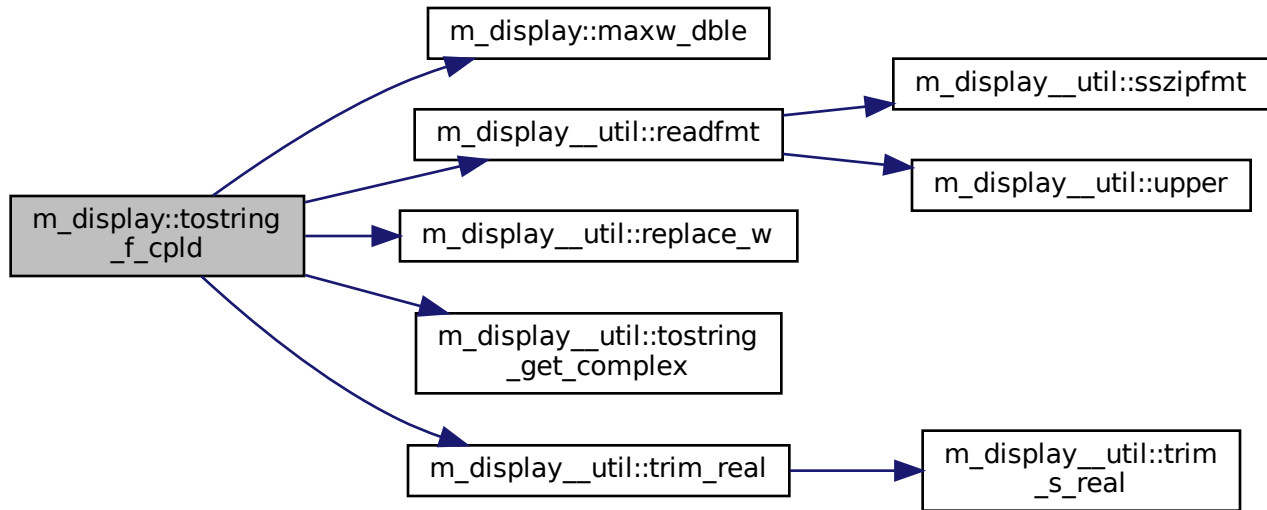 m_display::maxw_dble
m_display__util::sszipfmt
m_display__util::readfmt
m_display__util::upper
m_display::tostring
_f_cpld
m_display__util::replace_w
m_display__util::tostring
_get_complex
m_display__util::trim_real
m_display__util::trim
_s_real